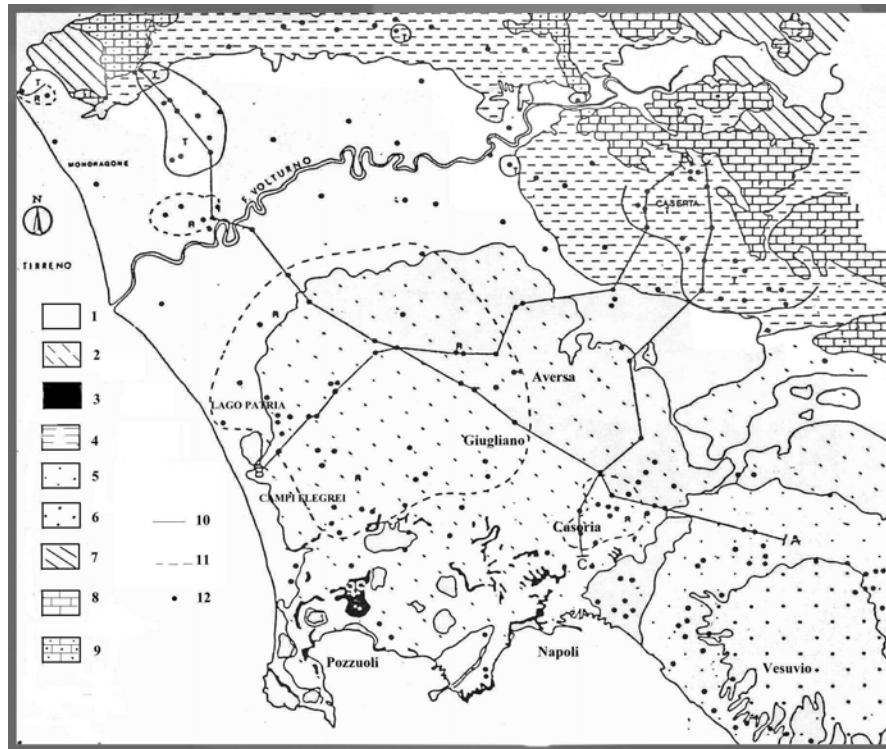 T
T
R
T
MONDRAGONE
F. VOLTURNO
T
B
C
CASERTA
N
R
TIRRENO
T
1
R
R
2
3
Aversa
LAGO PATRIA
4
Giugliano
B
5
CAMPI FLEGREI
R
6
10
Casoria
R
A
7
11
C
8
12
9
Pozzuoli
Napoli
Vesuvio